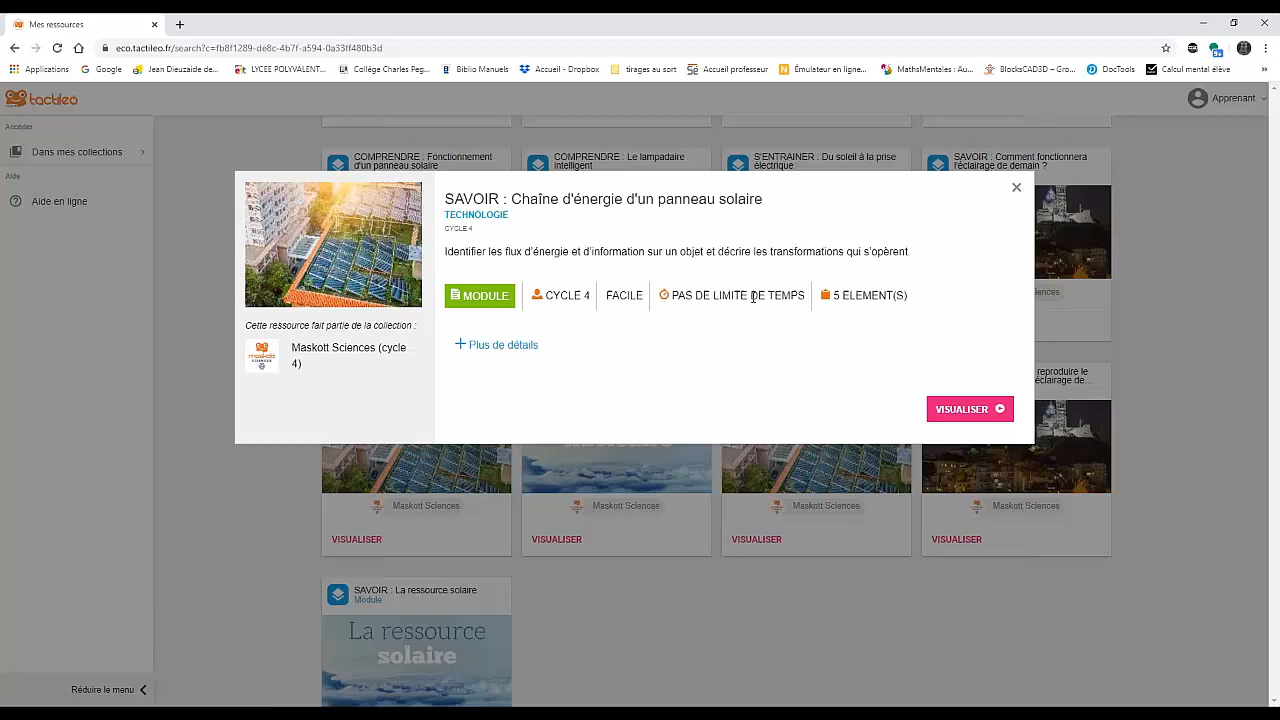 Mes ressources
eco.tactileo.fr/search?c=fb8f1289-de8c-4b7f-a594-0a33ff480b3d
Applications
Google
Jean Dieuzaide de...
LYCEE POLYVALENT...
Collège Charles Peg...
Biblio Manuels
Accueil - Dropbox
tirages au sort
Accueil professeur
Émulateur en ligne...
MathsMentales : Au...
BlocksCAD3D – Gro...
DocTools
Calcul mental élève
»
tactileo
Apprenant
Accéder
Dans mes collections
Aide
Aide en ligne
Réduire le menu
COMPRENDRE : Fonctionnement
d'un panneau solaire
COMPRENDRE : Le lampadaire
intelligent
S'ENTRAINER : Du soleil à la prise
électrique
SAVOIR : Comment fonctionnera
l'éclairage de demain ?
SAVOIR : Chaîne d'énergie d'un panneau solaire
TECHNOLOGIE
CYCLE 4
Identifier les flux d'énergie et d'information sur un objet et décrire les transformations qui s'opèrent.
MODULE
CYCLE 4
FACILE
PAS DE LIMITE DE TEMPS
5 ÉLÉMENT(S)
Cette ressource fait partie de la collection :
maskott
SCIENCES
Maskott Sciences (cycle
4)
Plus de détails
VISUALISER
ences
reproduire le
éclairage de...
Maskott Sciences
Maskott Sciences
Maskott Sciences
Maskott Sciences
VISUALISER
VISUALISER
VISUALISER
VISUALISER
SAVOIR : La ressource solaire
Module
La ressource
solaire